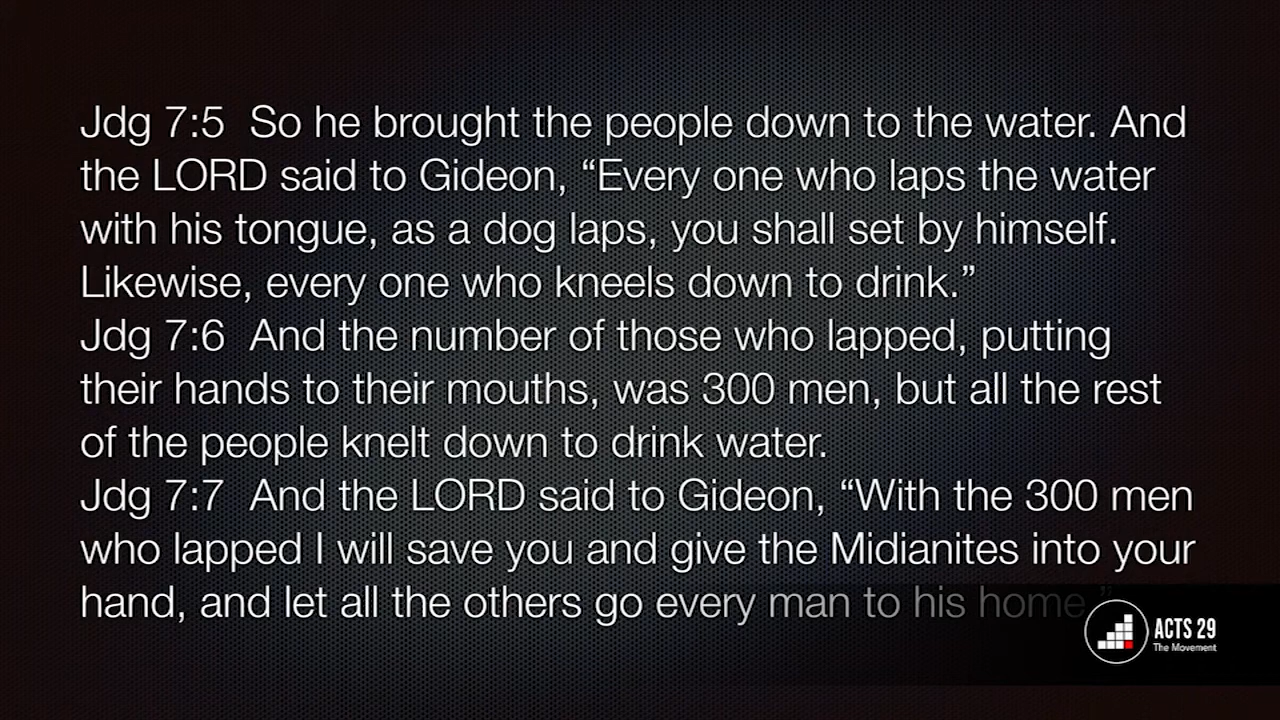 Jdg 7:5  So he brought the people down to the water. And
the LORD said to Gideon, “Every one who laps the water
with his tongue, as a dog laps, you shall set by himself.
Likewise, every one who kneels down to drink.”
Jdg 7:6  And the number of those who lapped, putting
their hands to their mouths, was 300 men, but all the rest
of the people knelt down to drink water.
Jdg 7:7  And the LORD said to Gideon, “With the 300 men
who lapped I will save you and give the Midianites into your
hand, and let all the others go every man to his home.”
ACTS 29
The Movement